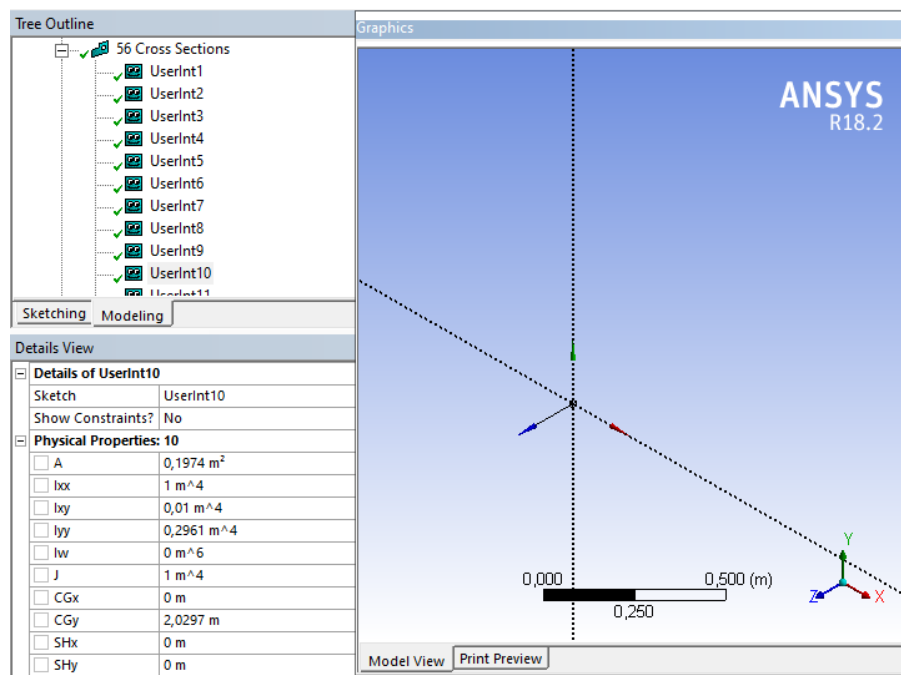 Tree Outline
56 Cross Sections
UserInt1
UserInt2
UserInt3
UserInt4
UserInt5
UserInt6
UserInt7
UserInt8
UserInt9
UserInt10
UserInt11
Sketching Modeling
Details View
Details of UserInt10
Sketch UserInt10
Show Constraints? No
Physical Properties: 10
A 0,1974 m²
Ixx 1 m^4
Ixy 0,01 m^4
Iyy 0,2961 m^4
Iw 0 m^6
J 1 m^4
CGx 0 m
CGy 2,0297 m
SHx 0 m
SHy 0 m
Graphics
ANSYS
R18.2
0,000 0,500 (m)
0,250
Y
Z X
Model View Print Preview